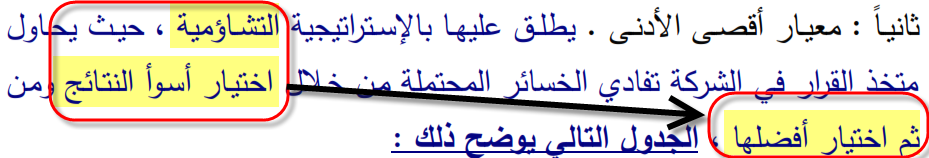 ثانياً : معيار أقصى الأدنى . يطلق عليها بالإستراتيجية التشاؤمية ، حيث يحاول
متخذ القرار في الشركة تفادي الخسائر المحتملة من خلال اختيار أسوأ النتائج ومن
ثم اختيار أفضلها ، الجدول التالي يوضح ذلك :